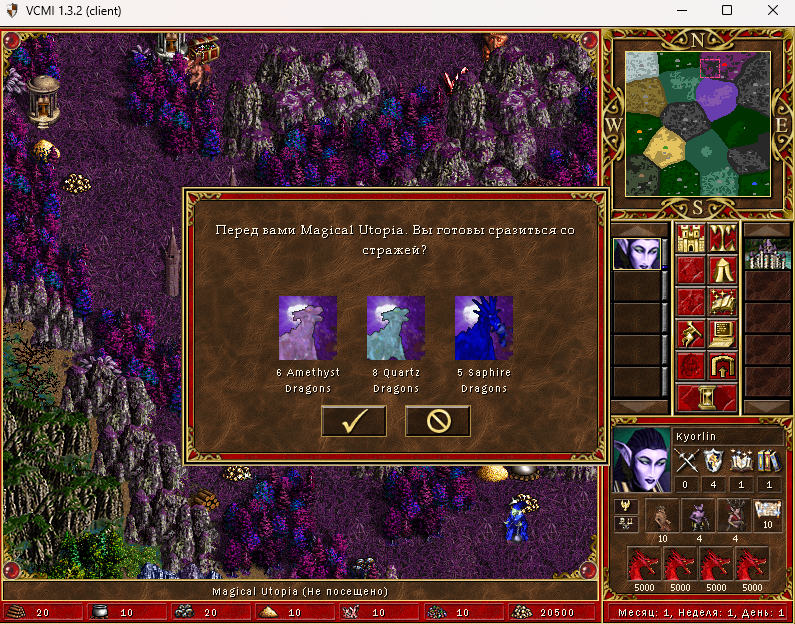 VCMI 1.3.2 (client)
N
W
E
S
Перед вами Magical Utopia. Вы готовы сразиться со
стражей?
6 Amethyst
Dragons
8 Quartz
Dragons
5 Saphire
Dragons
Kyorlin
0 4 1 1
10
10 4 4
5000 5000 5000 5000
Magical Utopia (Не посещено)
20 10 20 10 10 10 20500
Месяц: 1, Неделя: 1, День: 1